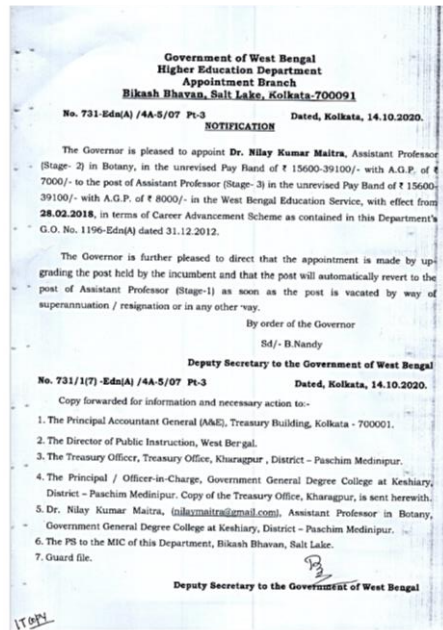 Government of West Bengal
Higher Education Department
Appointment Branch
Bikash Bhavan, Salt Lake, Kolkata-700091
No. 731-Edn(A) /4A-5/07 Pt-3 Dated, Kolkata, 14.10.2020.
NOTIFICATION
The Governor is pleased to appoint Dr. Nilay Kumar Maitra, Assistant Professor
(Stage- 2) in Botany, in the unrevised Pay Band of ₹ 15600-39100/- with A.G.P. of ₹
7000/- to the post of Assistant Professor (Stage- 3) in the unrevised Pay Band of ₹ 15600-
39100/- with A.G.P. of ₹ 8000/- in the West Bengal Education Service, with effect from
28.02.2018, in terms of Career Advancement Scheme as contained in this Department's
G.O. No. 1196-Edn(A) dated 31.12.2012.
The Governor is further pleased to direct that the appointment is made by up-
grading the post held by the incumbent and that the post will automatically revert to the
post of Assistant Professor (Stage-1) as soon as the post is vacated by way of
superannuation / resignation or in any other way.
By order of the Governor
Sd/- B.Nandy
Deputy Secretary to the Government of West Bengal
No. 731/1(7) -Edn(A) /4A-5/07 Pt-3 Dated, Kolkata, 14.10.2020.
Copy forwarded for information and necessary action to:-
1. The Principal Accountant General (A&E), Treasury Building, Kolkata - 700001.
2. The Director of Public Instruction, West Bengal.
3. The Treasury Officer, Treasury Office, Kharagpur , District – Paschim Medinipur.
4. The Principal / Officer-in-Charge, Government General Degree College at Keshiary,
District – Paschim Medinipur. Copy of the Treasury Office, Kharagpur, is sent herewith.
5. Dr. Nilay Kumar Maitra, (nilaymaitra@gmail.com), Assistant Professor in Botany,
Government General Degree College at Keshiary, District – Paschim Medinipur.
6. The PS to the MIC of this Department, Bikash Bhavan, Salt Lake.
7. Guard file.
Deputy Secretary to the Government of West Bengal